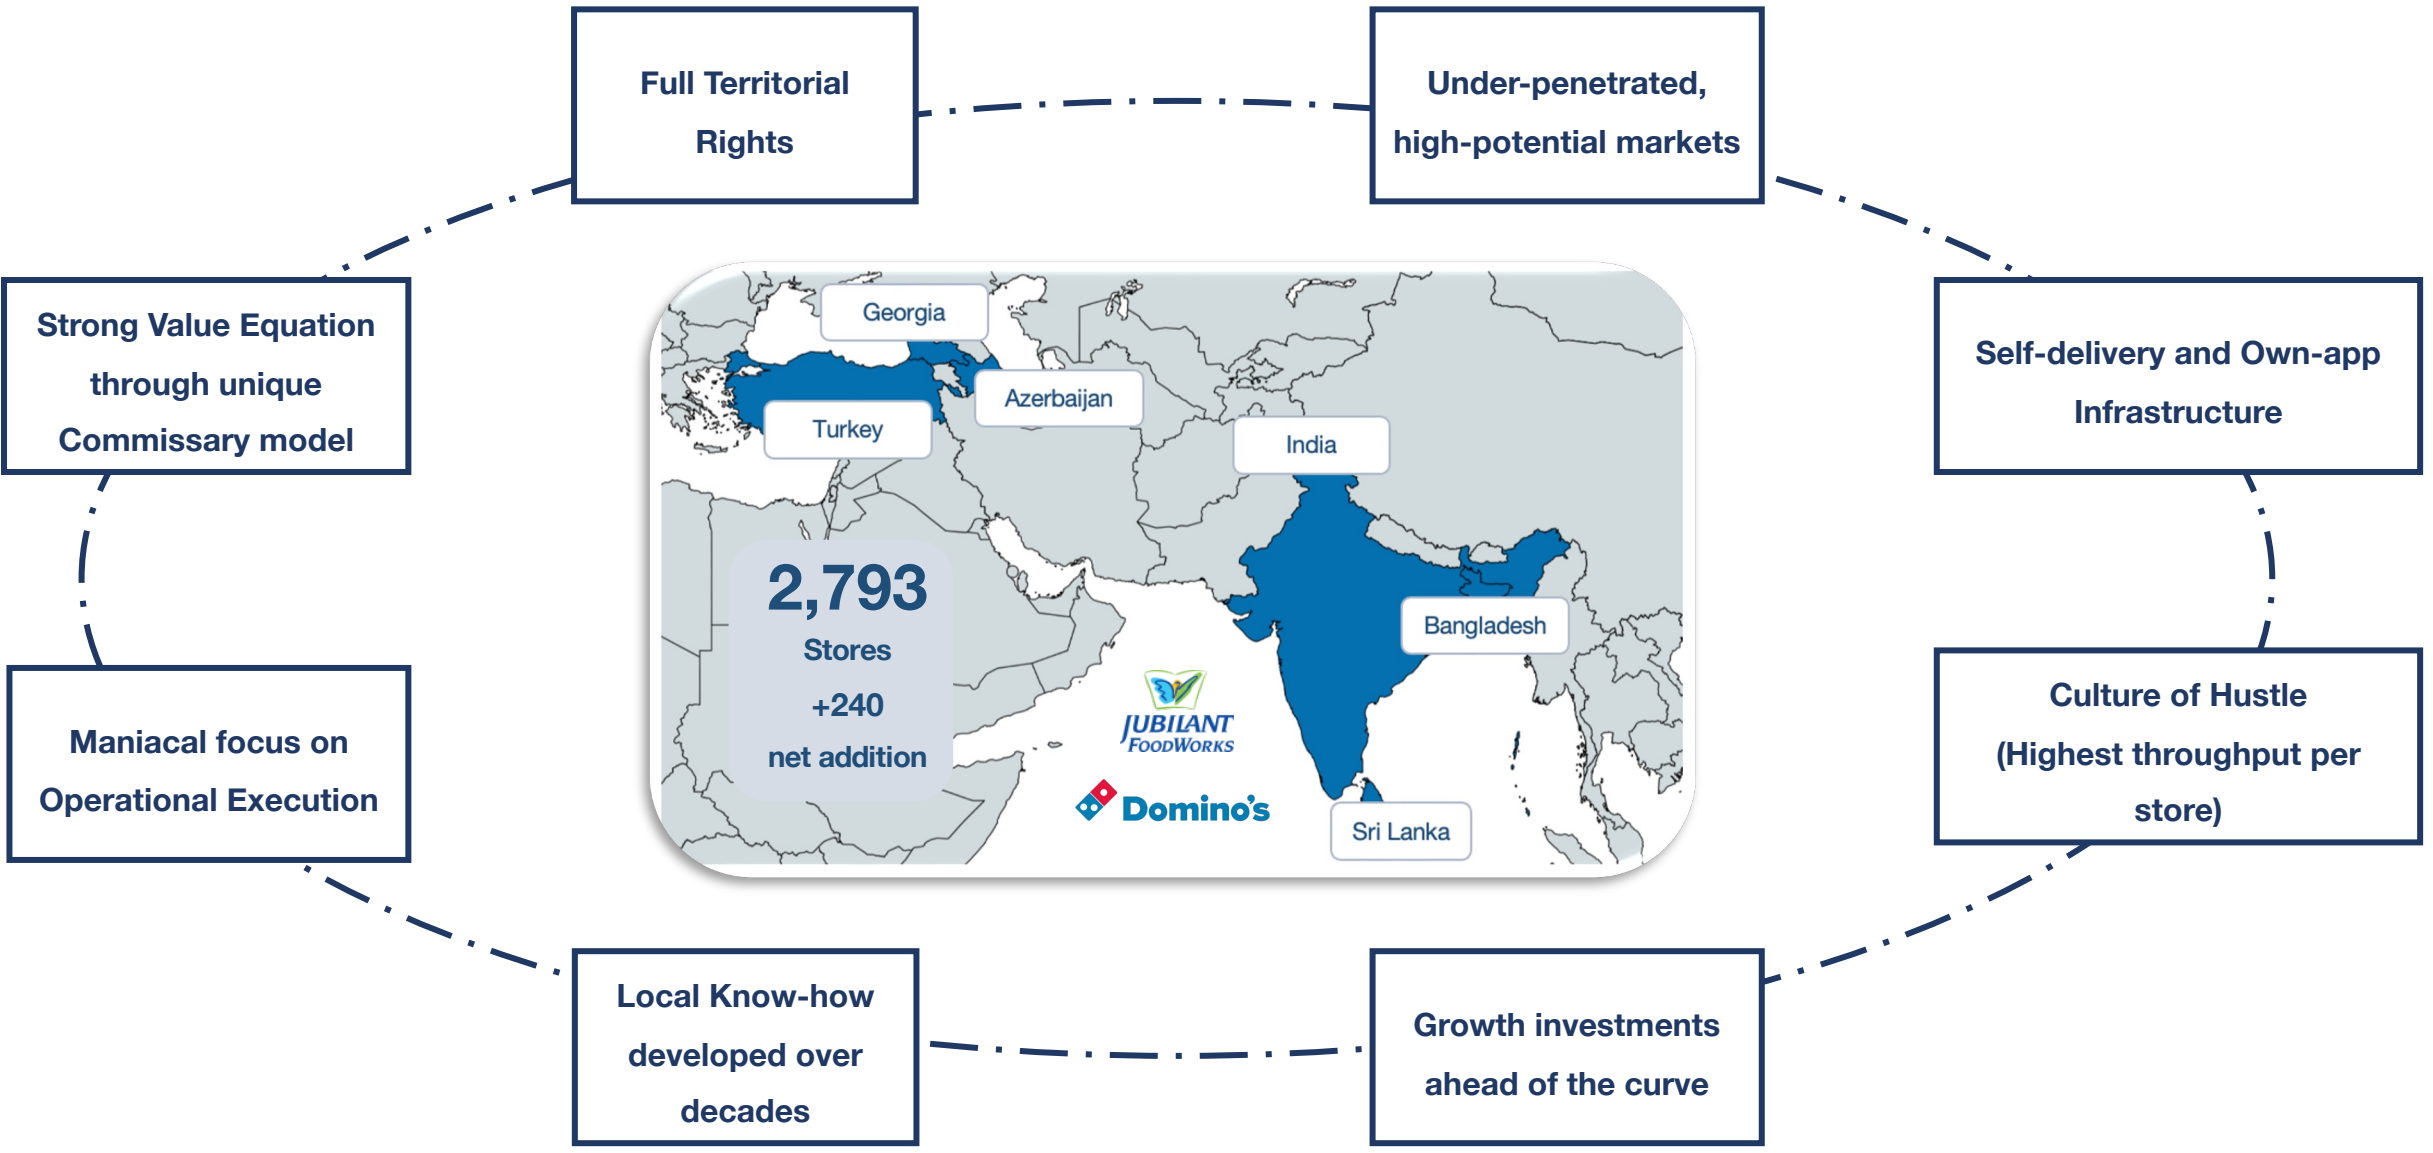 Full Territorial
Rights
Under-penetrated,
high-potential markets
Strong Value Equation
through unique
Commissary model
Self-delivery and Own-app
Infrastructure
Georgia
Azerbaijan
Turkey
India
Bangladesh
Sri Lanka
2,793
Stores
+240
net addition
JUBILANT
FOODWORKS
Domino's
Maniacal focus on
Operational Execution
Culture of Hustle
(Highest throughput per
store)
Local Know-how
developed over
decades
Growth investments
ahead of the curve